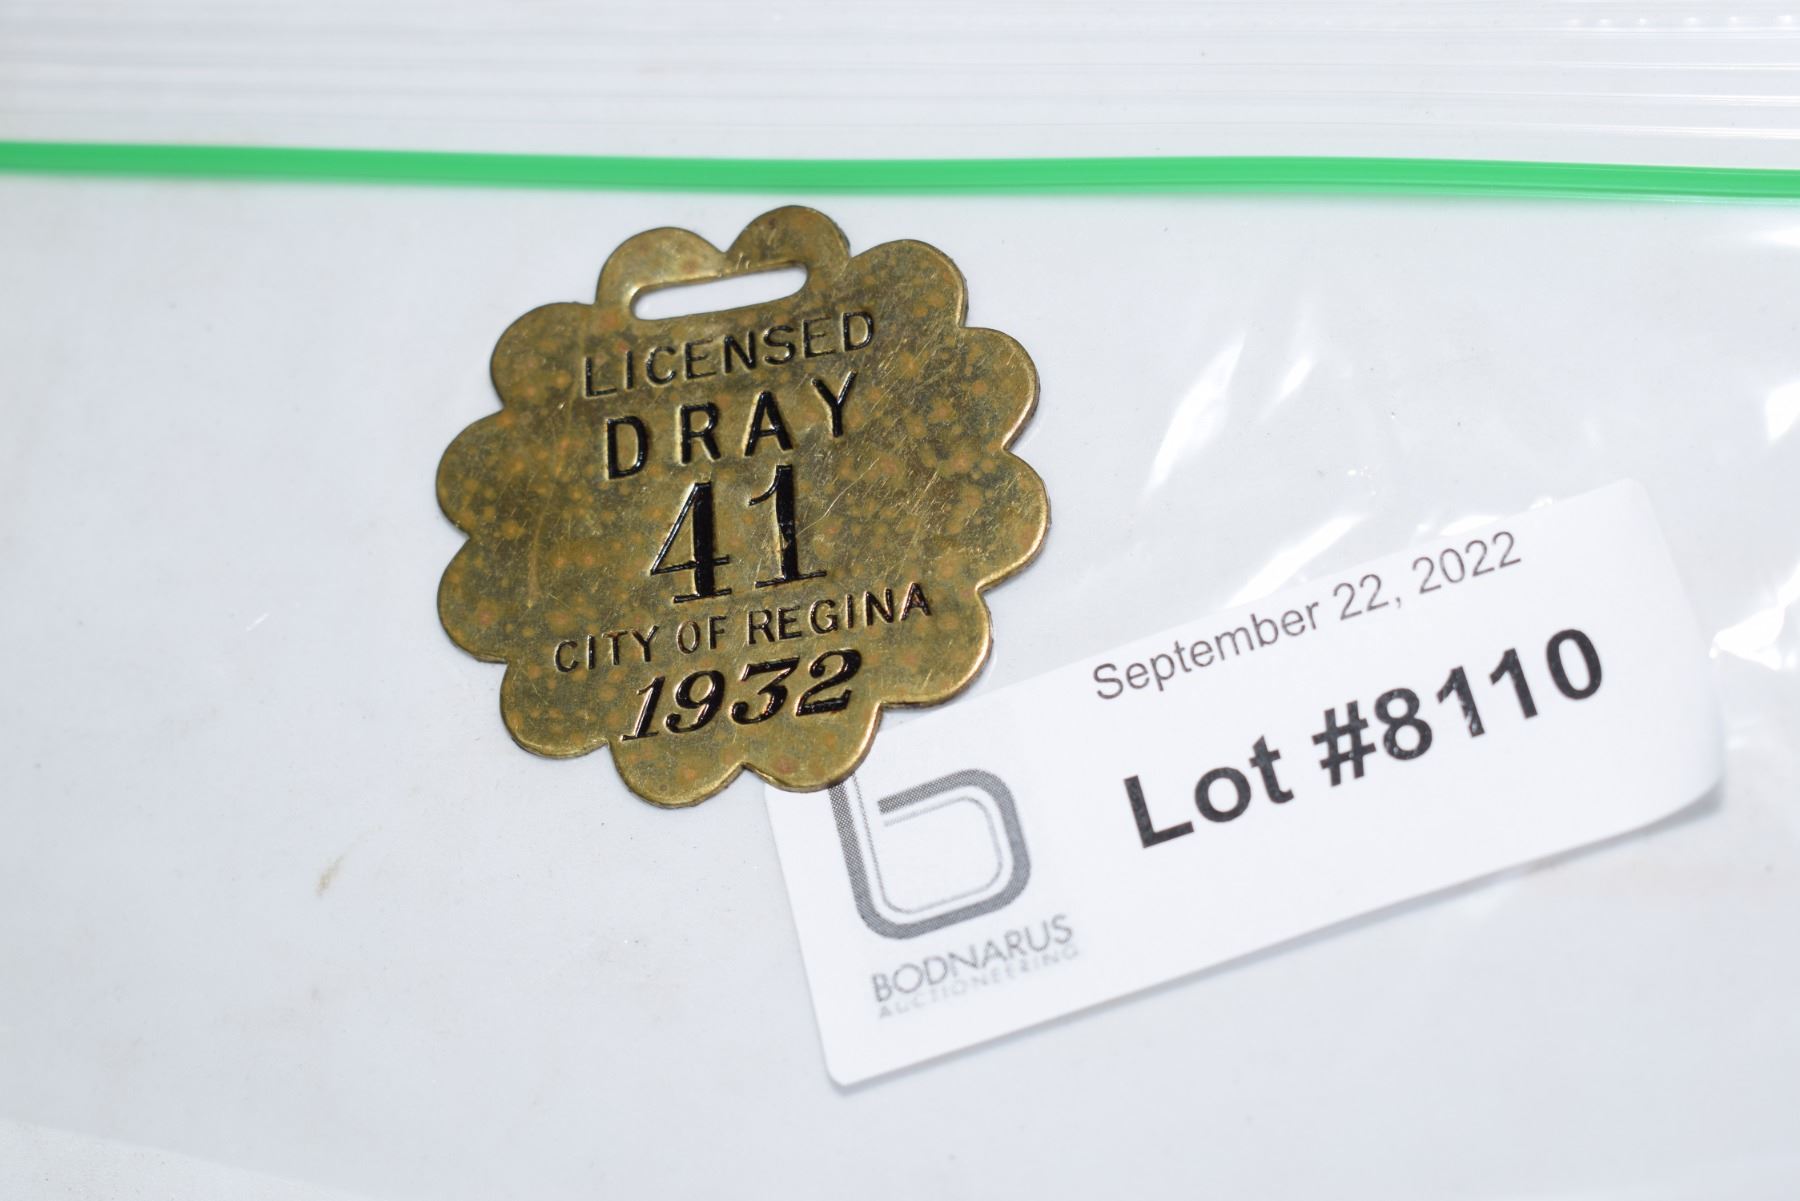 LICENSED
DRAY
41
CITY OF REGINA
1932
September 22, 2022
Lot #8110
BODNARUS
AUCTIONEERING